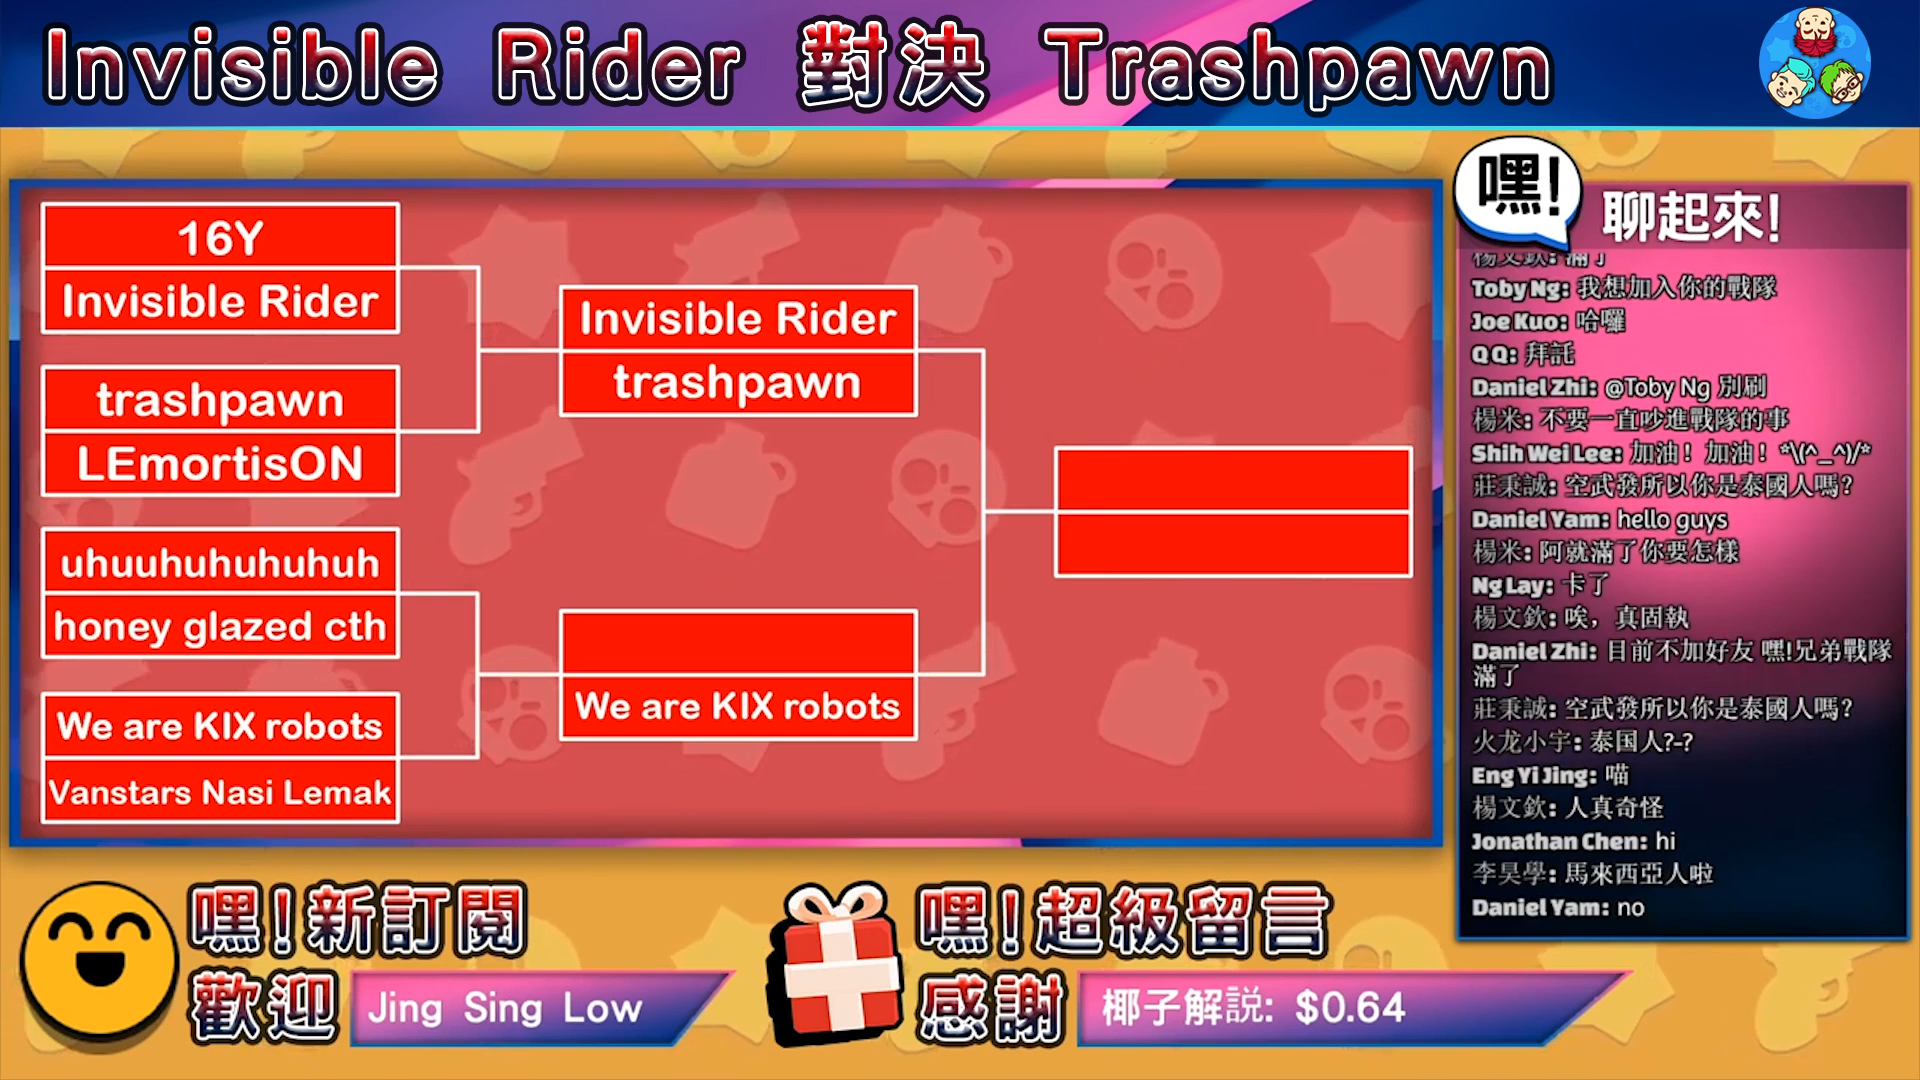 Invisible Rider 對決 Trashpawn
16Y
Invisible Rider
trashpawn
LEmortisON
uhuuhuhuhuhuh
honey glazed cth
We are KIX robots
Vanstars Nasi Lemak
Invisible Rider
trashpawn
We are KIX robots
嘿!
聊起來!
楊文欽: 滿了
Toby Ng: 我想加入你的戰隊
Joe Kuo: 哈囉
Q Q: 拜託
Daniel Zhi: @Toby Ng 別刷
楊米: 不要一直吵進戰隊的事
Shih Wei Lee: 加油！加油！*\(^_^)/*
莊秉誠: 空武發所以你是泰國人嗎？
Daniel Yam: hello guys
楊米: 阿就滿了你要怎樣
Ng Lay: 卡了
楊文欽: 唉，真固執
Daniel Zhi: 目前不加好友 嘿!兄弟戰隊
滿了
莊秉誠: 空武發所以你是泰國人嗎？
火龙小宇: 泰国人?-?
Eng Yi Jing: 喵
楊文欽: 人真奇怪
Jonathan Chen: hi
李昊學: 馬來西亞人啦
Daniel Yam: no
嘿!新訂閱
歡迎 Jing Sing Low
嘿!超級留言
感謝 椰子解説: $0.64